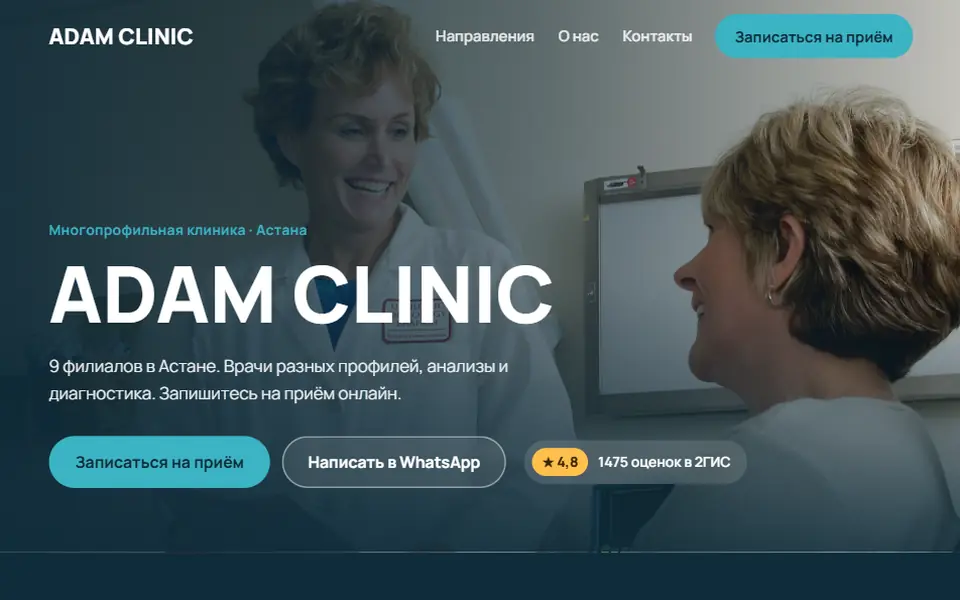 ADAM CLINIC
Направления
О нас
Контакты
Записаться на приём
Многопрофильная клиника · Астана
ADAM CLINIC
9 филиалов в Астане. Врачи разных профилей, анализы и
диагностика. Запишитесь на приём онлайн.
Записаться на приём
Написать в WhatsApp
★ 4,8
1475 оценок в 2ГИС